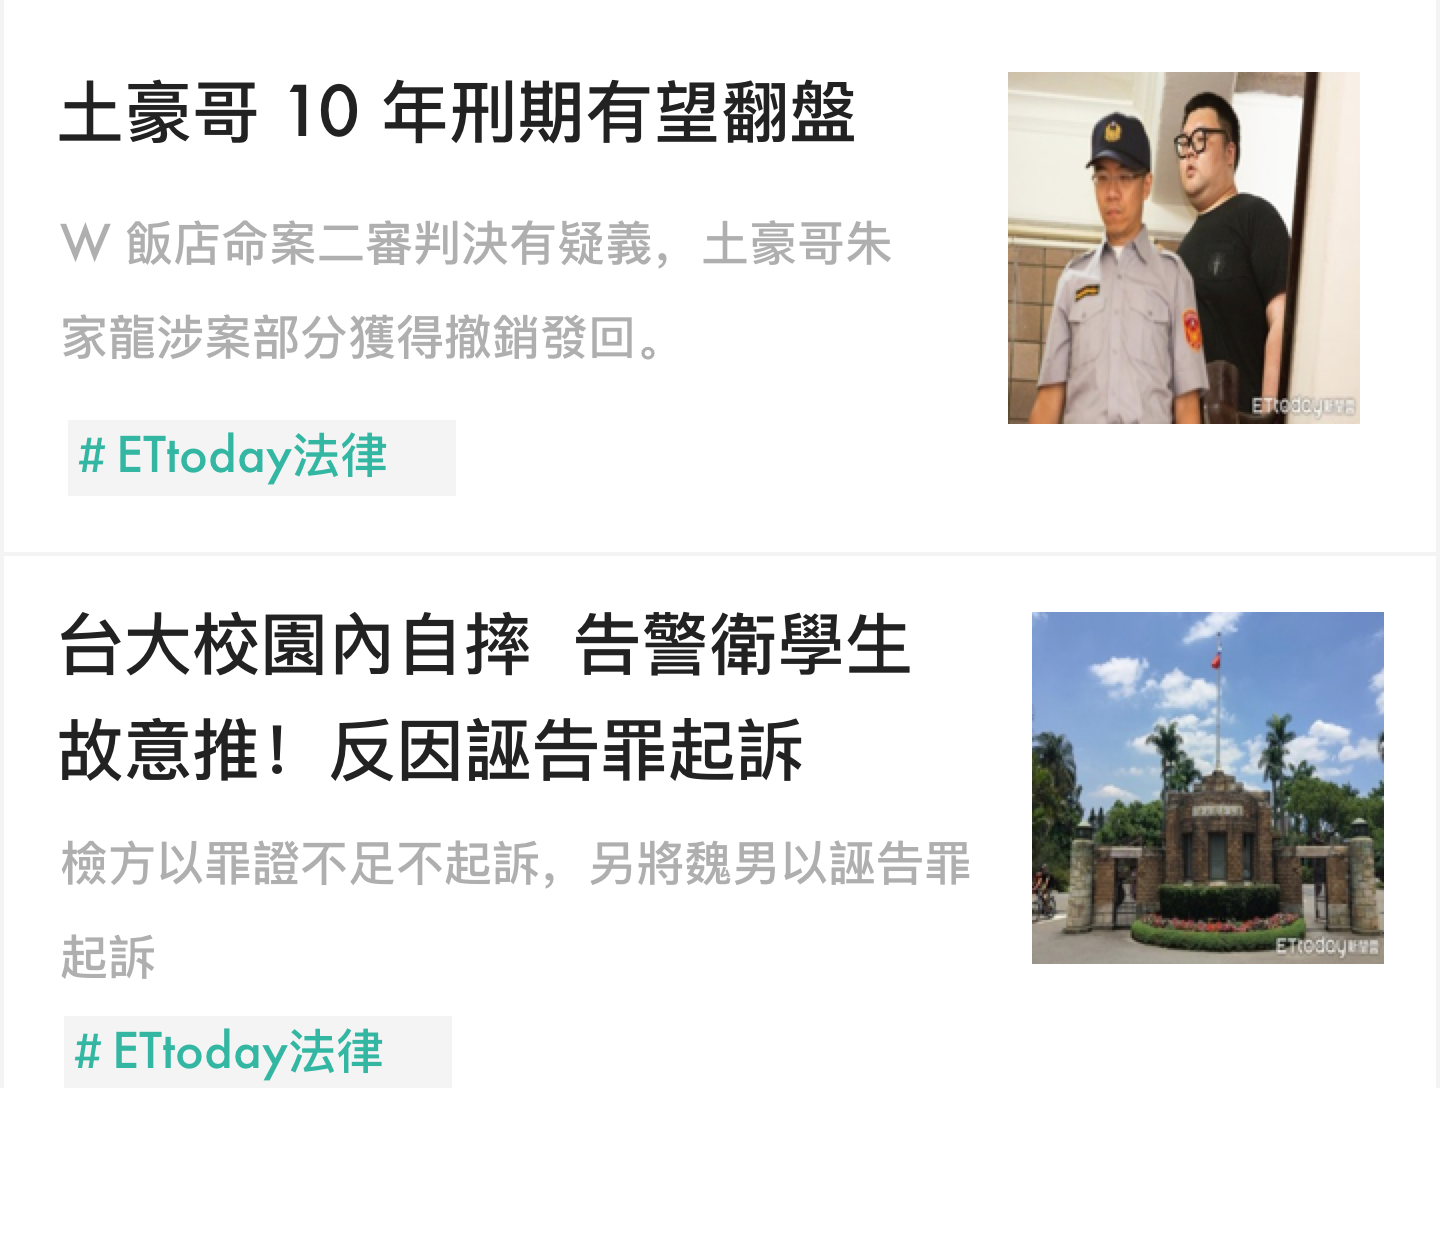 土豪哥 10 年刑期有望翻盤
W 飯店命案二審判決有疑義，土豪哥朱
家龍涉案部分獲得撤銷發回。
ETtoday新聞雲
# ETtoday法律
台大校園內自摔 告警衛學生
故意推！反因誣告罪起訴
檢方以罪證不足不起訴，另將魏男以誣告罪
起訴
ETtoday新聞雲
# ETtoday法律